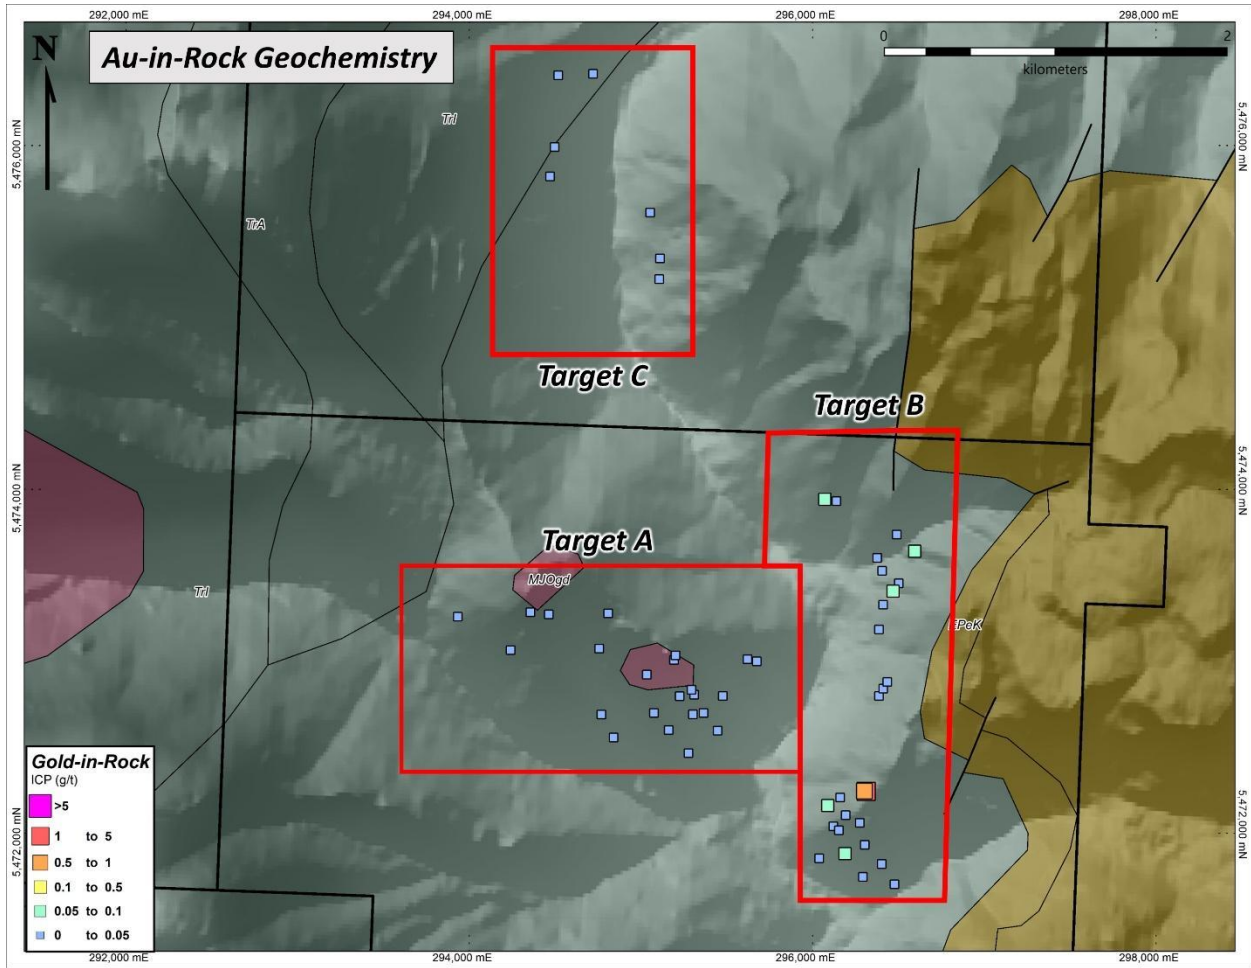 292,000 mE
294,000 mE
296,000 mE
298,000 mE
N
Au-in-Rock Geochemistry
0
2
kilometers
5,476,000 mN
5,476,000 mN
TrI
TrA
Target C
Target B
5,474,000 mN
5,474,000 mN
Target A
MJOgd
TrI
EPeK
5,472,000 mN
5,472,000 mN
Gold-in-Rock
ICP (g/t)
>5
1 to 5
0.5 to 1
0.1 to 0.5
0.05 to 0.1
0 to 0.05
292,000 mE
294,000 mE
296,000 mE
298,000 mE